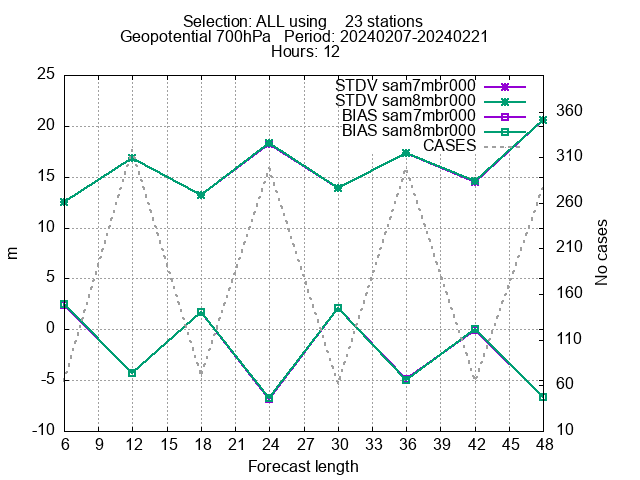 Selection: ALL using 23 stations
Geopotential 700hPa Period: 20240207-20240221
Hours: 12
STDV sam7mbr000
STDV sam8mbr000
BIAS sam7mbr000
BIAS sam8mbr000
CASES
25
20
15
10
5
0
-5
-10
m
360
310
260
210
160
110
60
10
No cases
6 9 12 15 18 21 24 27 30 33 36 39 42 45 48
Forecast length